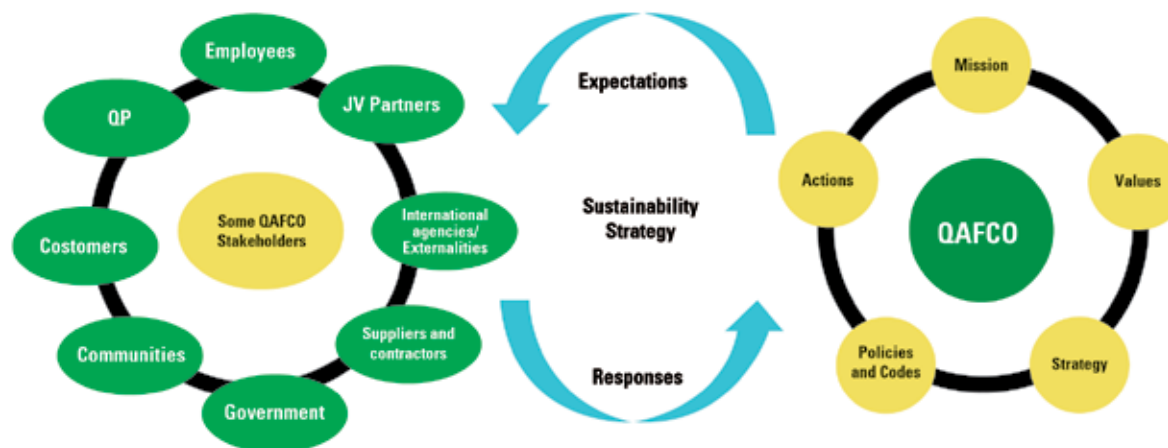 Employees
JV Partners
QP
International
agencies/
Externalities
Some QAFCO
Stakeholders
Costomers
Suppliers and
contractors
Communities
Government
Expectations
Sustainability
Strategy
Responses
Mission
Actions
Values
QAFCO
Policies
and Codes
Strategy